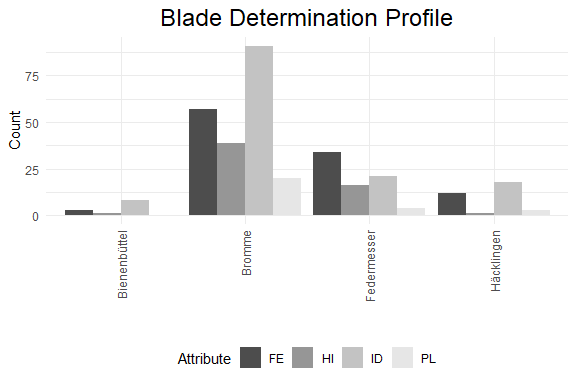 Blade Determination Profile
Count
75
50
25
0
Bienenbüttel
Bromme
Federmesser
Häcklingen
Attribute FE HI ID PL